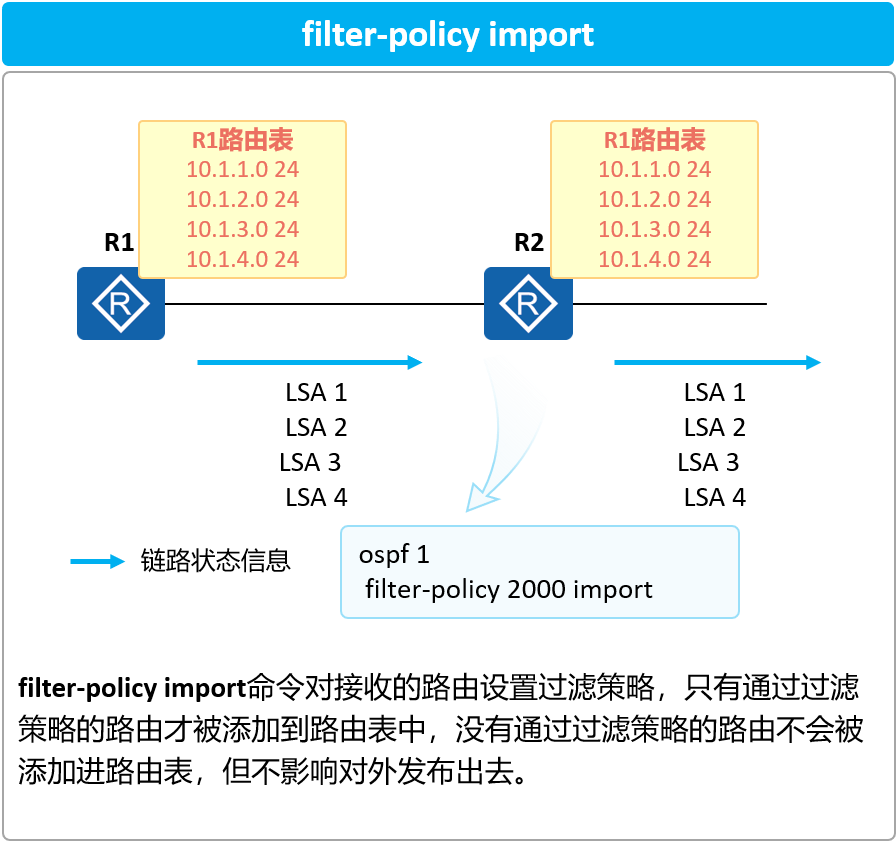 filter-policy import
R1路由表
10.1.1.0 24
10.1.2.0 24
10.1.3.0 24
10.1.4.0 24
R1
R
R1路由表
10.1.1.0 24
10.1.2.0 24
10.1.3.0 24
10.1.4.0 24
R2
R
LSA 1
LSA 2
LSA 3
LSA 4
LSA 1
LSA 2
LSA 3
LSA 4
链路状态信息
ospf 1
filter-policy 2000 import
filter-policy import命令对接收的路由设置过滤策略，只有通过过滤
策略的路由才被添加到路由表中，没有通过过滤策略的路由不会被
添加进路由表，但不影响对外发布出去。